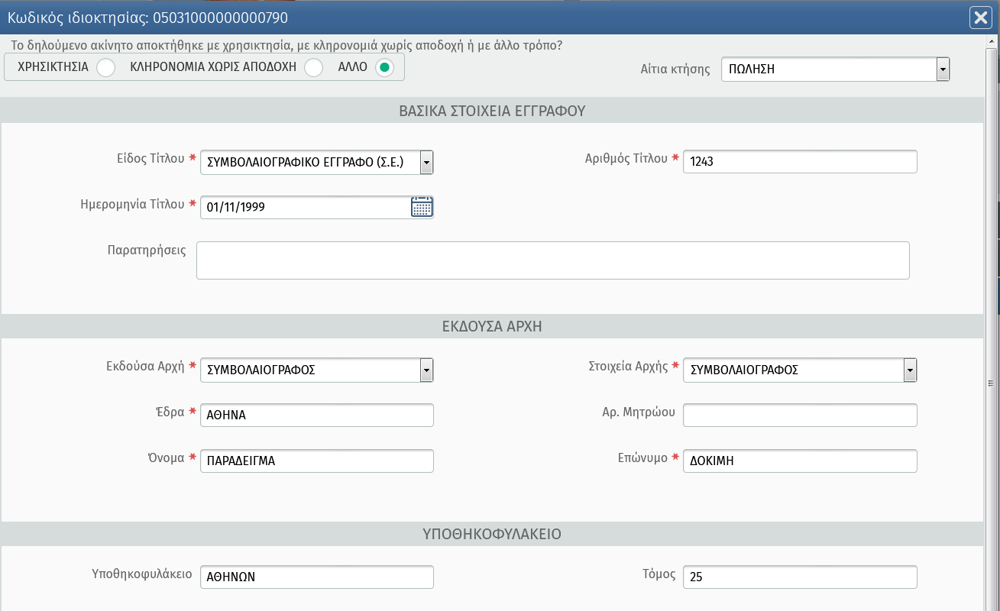 Κωδικός ιδιοκτησίας: 05031000000000790
Το δηλούμενο ακίνητο αποκτήθηκε με χρησικτησία, με κληρονομιά χωρίς αποδοχή ή με άλλο τρόπο?
ΧΡΗΣΙΚΤΗΣΙΑ ΚΛΗΡΟΝΟΜΙΑ ΧΩΡΙΣ ΑΠΟΔΟΧΗ ΑΛΛΟ Αίτια κτήσης ΠΩΛΗΣΗ
ΒΑΣΙΚΑ ΣΤΟΙΧΕΙΑ ΕΓΓΡΑΦΟΥ
Είδος Τίτλου * ΣΥΜΒΟΛΑΙΟΓΡΑΦΙΚΟ ΕΓΓΡΑΦΟ (Σ.Ε.) Αριθμός Τίτλου * 1243
Ημερομηνία Τίτλου * 01/11/1999
Παρατηρήσεις
ΕΚΔΟΥΣΑ ΑΡΧΗ
Εκδούσα Αρχή * ΣΥΜΒΟΛΑΙΟΓΡΑΦΟΣ Στοιχεία Αρχής * ΣΥΜΒΟΛΑΙΟΓΡΑΦΟΣ
Έδρα * ΑΘΗΝΑ Αρ. Μητρώου
Όνομα * ΠΑΡΑΔΕΙΓΜΑ Επώνυμο * ΔΟΚΙΜΗ
ΥΠΟΘΗΚΟΦΥΛΑΚΕΙΟ
Υποθηκοφυλάκειο ΑΘΗΝΩΝ Τόμος 25